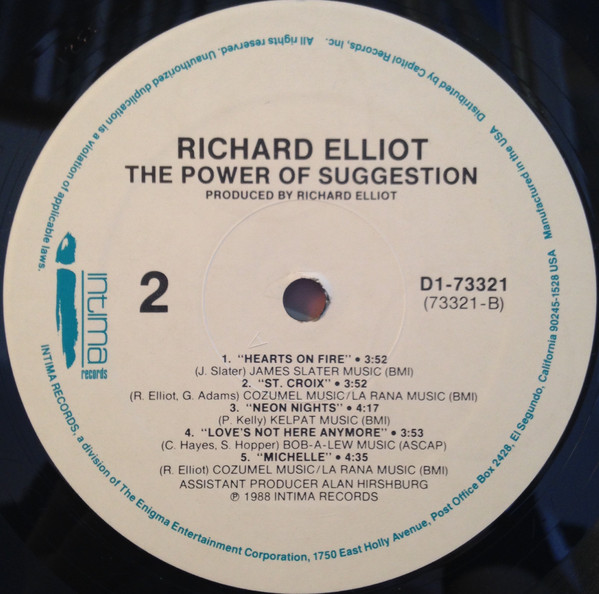 RICHARD ELLIOT
THE POWER OF SUGGESTION
PRODUCED BY RICHARD ELLIOT
intima
records
2
D1-73321
(73321-B)
1. "HEARTS ON FIRE" • 3:52
(J. Slater) JAMES SLATER MUSIC (BMI)
2. "ST. CROIX" • 3:52
(R. Elliot, G. Adams) COZUMEL MUSIC/LA RANA MUSIC (BMI)
3. "NEON NIGHTS" • 4:17
(P. Kelly) KELPAT MUSIC (BMI)
4. "LOVE'S NOT HERE ANYMORE" • 3:53
(C. Hayes, S. Hopper) BOB-A-LEW MUSIC (ASCAP)
5. "MICHELLE" • 4:35
(R. Elliot) COZUMEL MUSIC/LA RANA MUSIC (BMI)
ASSISTANT PRODUCER ALAN HIRSHBURG
℗ 1988 INTIMA RECORDS
INTIMA RECORDS, a division of The Enigma Entertainment Corporation, 1750 East Holly Avenue, Post Office Box 2428, El Segundo, California 90245-1528 USA Manufactured in the USA Distributed by Capitol Records, Inc. All rights reserved. Unauthorized duplication is a violation of applicable laws.